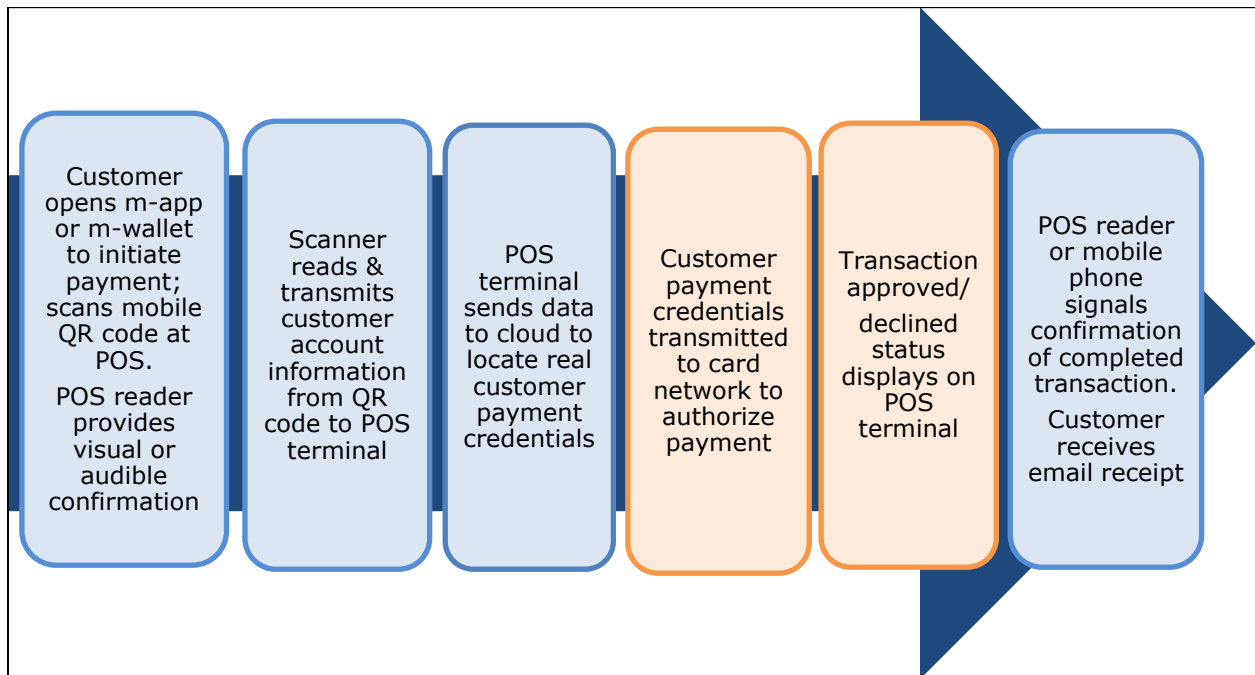 Customer
opens m-app
or m-wallet
to initiate
payment;
scans mobile
QR code at
POS.
POS reader
provides
visual or
audible
confirmation
Scanner
reads &
transmits
customer
account
information
from QR
code to POS
terminal
POS
terminal
sends data
to cloud to
locate real
customer
payment
credentials
Customer
payment
credentials
transmitted
to card
network to
authorize
payment
Transaction
approved/
declined
status
displays on
POS
terminal
POS reader
or mobile
phone
signals
confirmation
of completed
transaction.
Customer
receives
email receipt